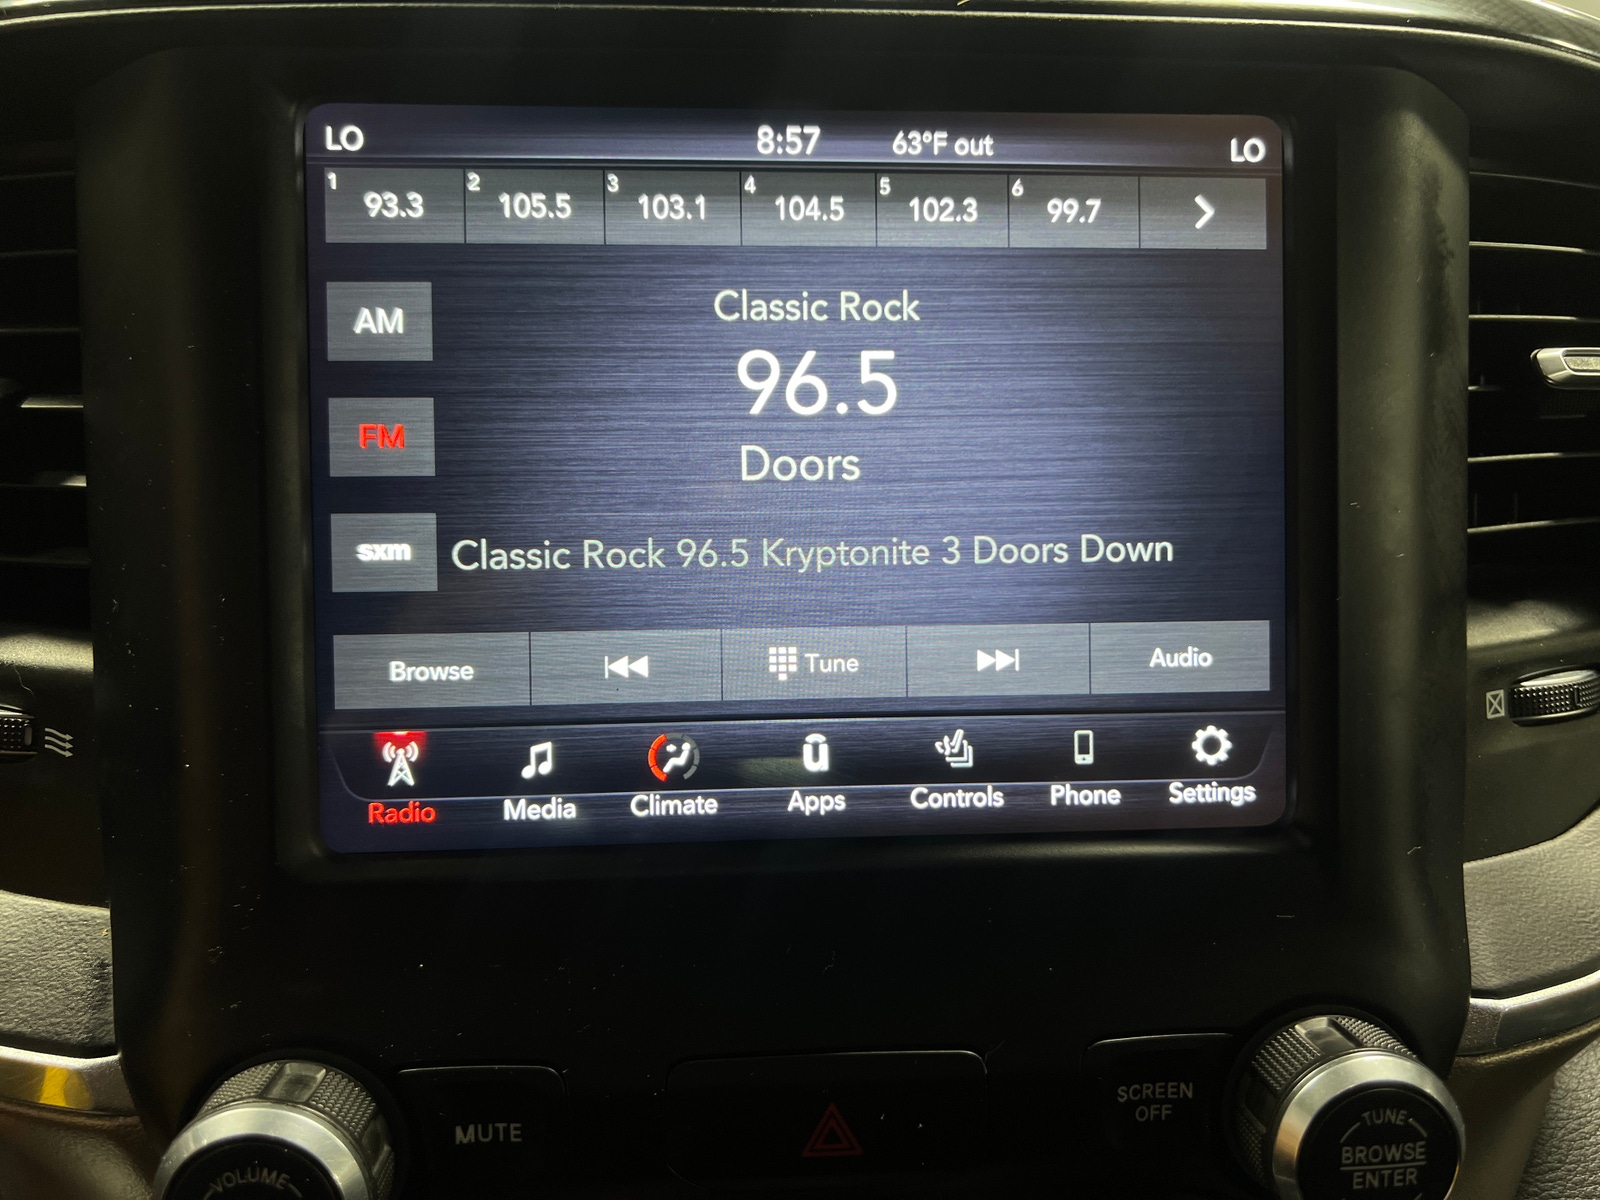 LO 8:57 63°F out LO
1 93.3 2 105.5 3 103.1 4 104.5 5 102.3 6 99.7
AM
Classic Rock
96.5
FM
Doors
sxm
Classic Rock 96.5 Kryptonite 3 Doors Down
Browse Tune Audio
Radio Media Climate Apps Controls Phone Settings
MUTE
SCREEN
OFF
VOLUME
TUNE
BROWSE
ENTER